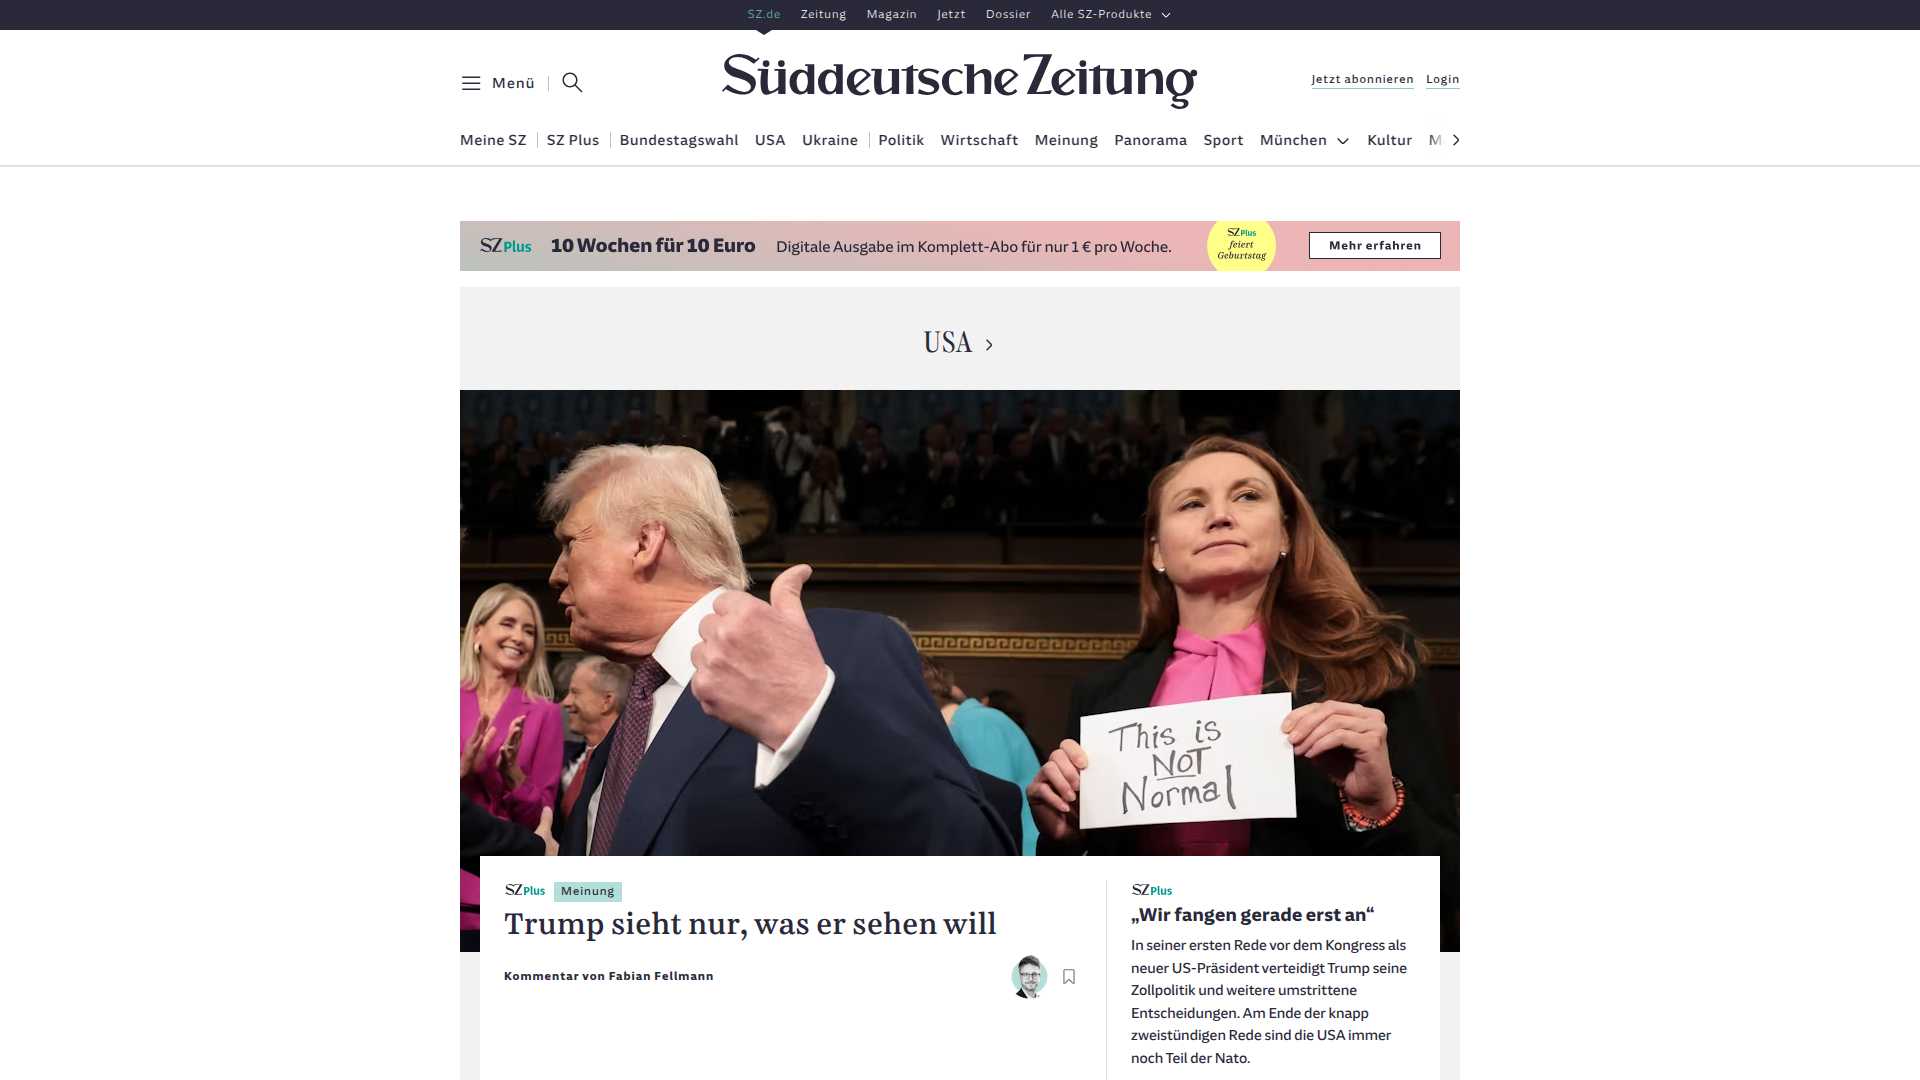 SZ.de Zeitung Magazin Jetzt Dossier Alle SZ-Produkte
Menü
Süddeutsche Zeitung
Jetzt abonnieren Login
Meine SZ SZ Plus Bundestagswahl USA Ukraine Politik Wirtschaft Meinung Panorama Sport München Kultur M
SZ Plus 10 Wochen für 10 Euro Digitale Ausgabe im Komplett-Abo für nur 1 € pro Woche.
SZ Plus
feiert
Geburtstag
Mehr erfahren
USA
This is
NOT
Normal
SZ Plus Meinung
Trump sieht nur, was er sehen will
Kommentar von Fabian Fellmann
SZ Plus
„Wir fangen gerade erst an“
In seiner ersten Rede vor dem Kongress als
neuer US-Präsident verteidigt Trump seine
Zollpolitik und weitere umstrittene
Entscheidungen. Am Ende der knapp
zweistündigen Rede sind die USA immer
noch Teil der Nato.